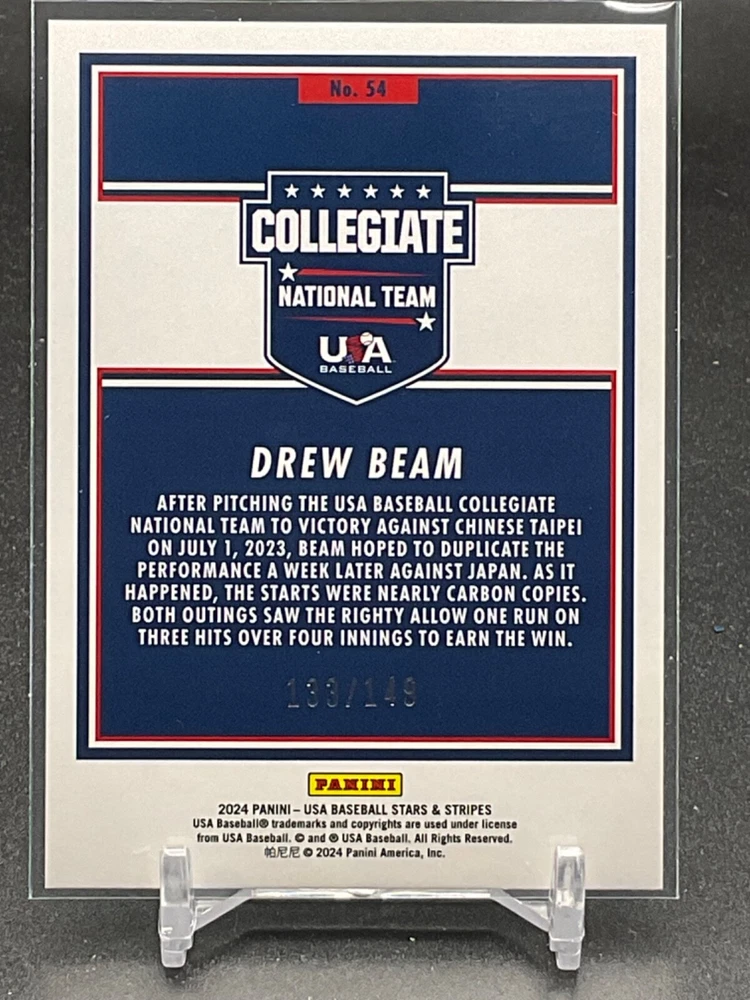 No. 54
COLLEGIATE
NATIONAL TEAM
USA
BASEBALL
DREW BEAM
AFTER PITCHING THE USA BASEBALL COLLEGIATE
NATIONAL TEAM TO VICTORY AGAINST CHINESE TAIPEI
ON JULY 1, 2023, BEAM HOPED TO DUPLICATE THE
PERFORMANCE A WEEK LATER AGAINST JAPAN. AS IT
HAPPENED, THE STARTS WERE NEARLY CARBON COPIES.
BOTH OUTINGS SAW THE RIGHTY ALLOW ONE RUN ON
THREE HITS OVER FOUR INNINGS TO EARN THE WIN.
133/149
PANINI
2024 PANINI – USA BASEBALL STARS & STRIPES
USA Baseball® trademarks and copyrights are used under license
from USA Baseball. © and ® USA Baseball. All Rights Reserved.
帕尼尼 © 2024 Panini America, Inc.